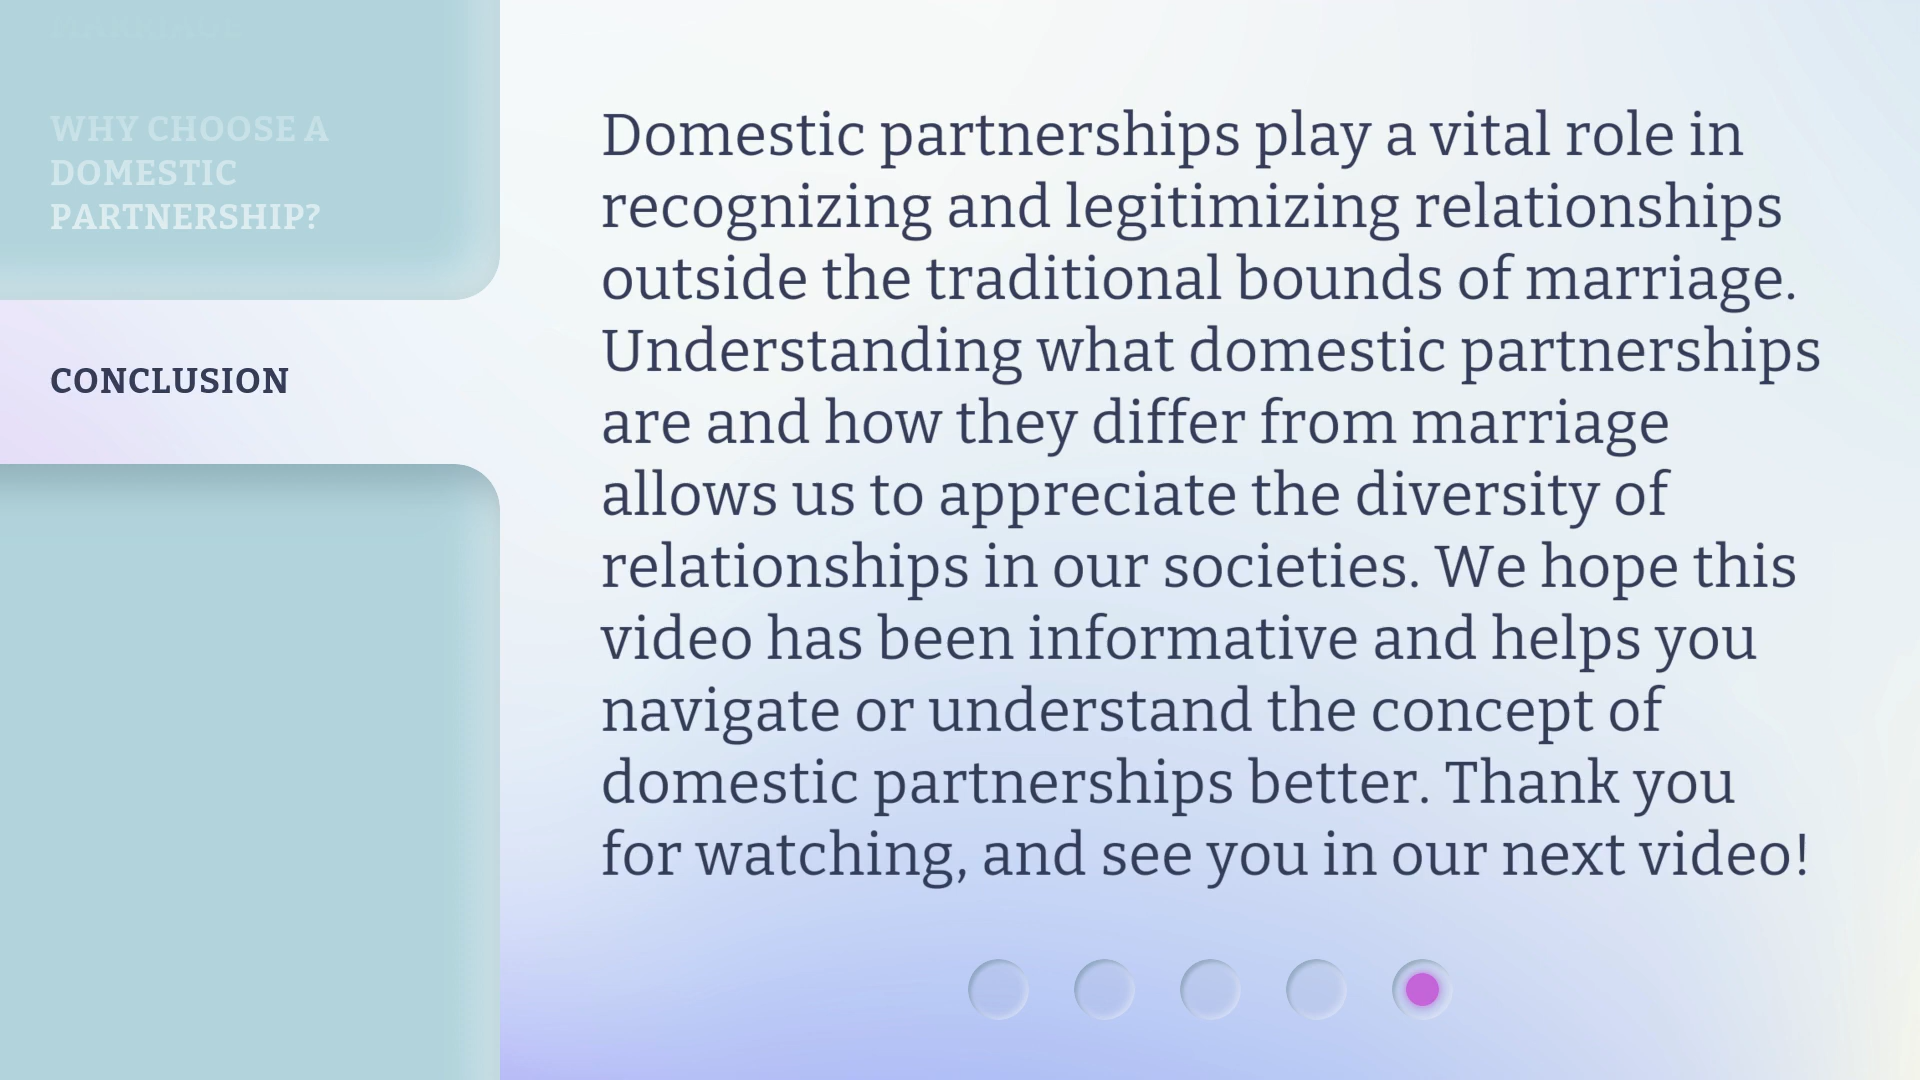 MARRIAGE
WHY CHOOSE A
DOMESTIC
PARTNERSHIP?
CONCLUSION
Domestic partnerships play a vital role in
recognizing and legitimizing relationships
outside the traditional bounds of marriage.
Understanding what domestic partnerships
are and how they differ from marriage
allows us to appreciate the diversity of
relationships in our societies. We hope this
video has been informative and helps you
navigate or understand the concept of
domestic partnerships better. Thank you
for watching, and see you in our next video!